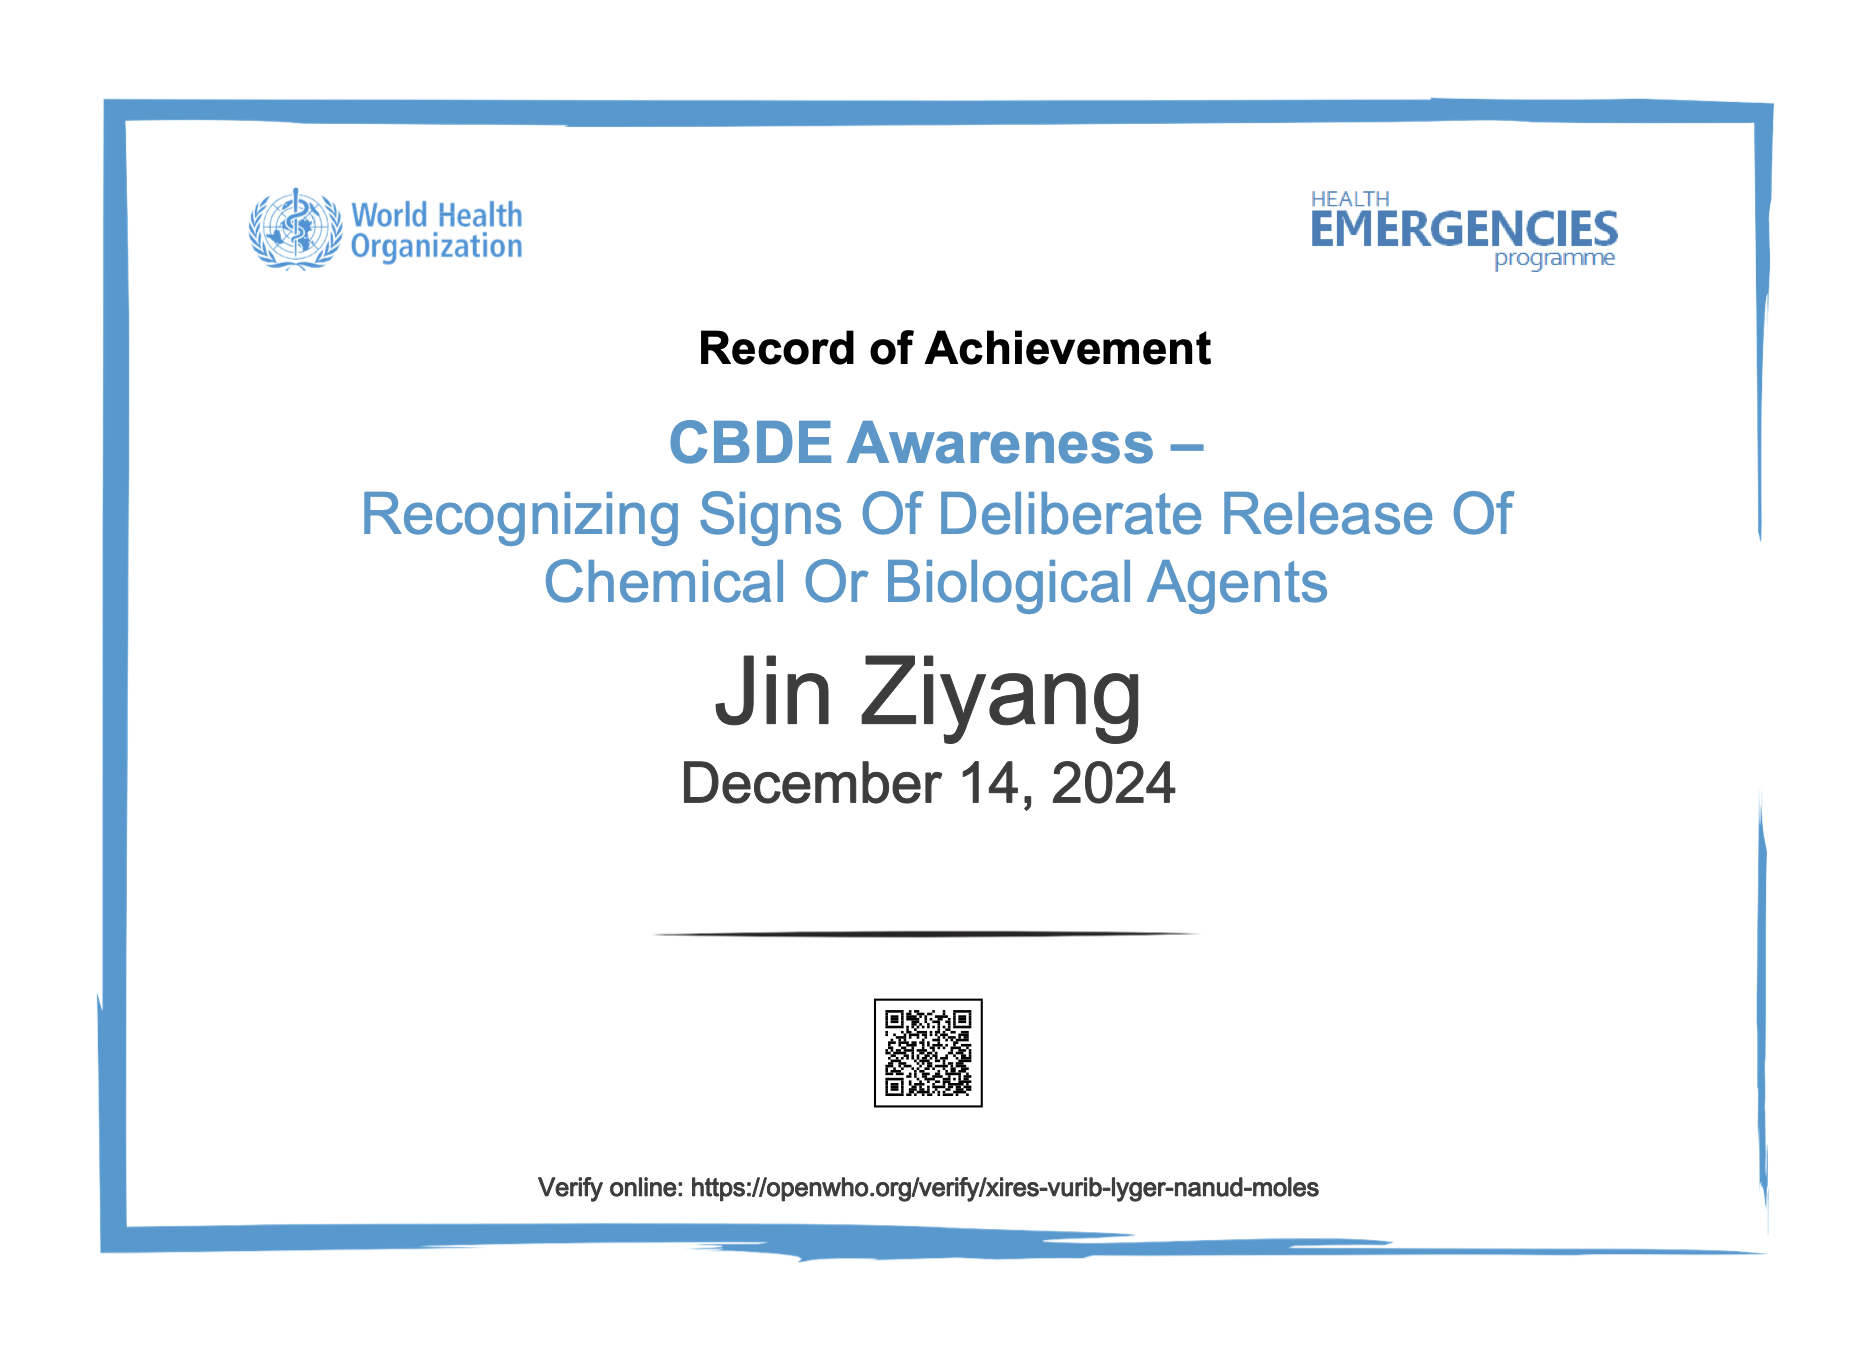 World Health
Organization
HEALTH
EMERGENCIES
programme
Record of Achievement
CBDE Awareness –
Recognizing Signs Of Deliberate Release Of
Chemical Or Biological Agents
Jin Ziyang
December 14, 2024
Verify online: https://openwho.org/verify/xires-vurib-lyger-nanud-moles